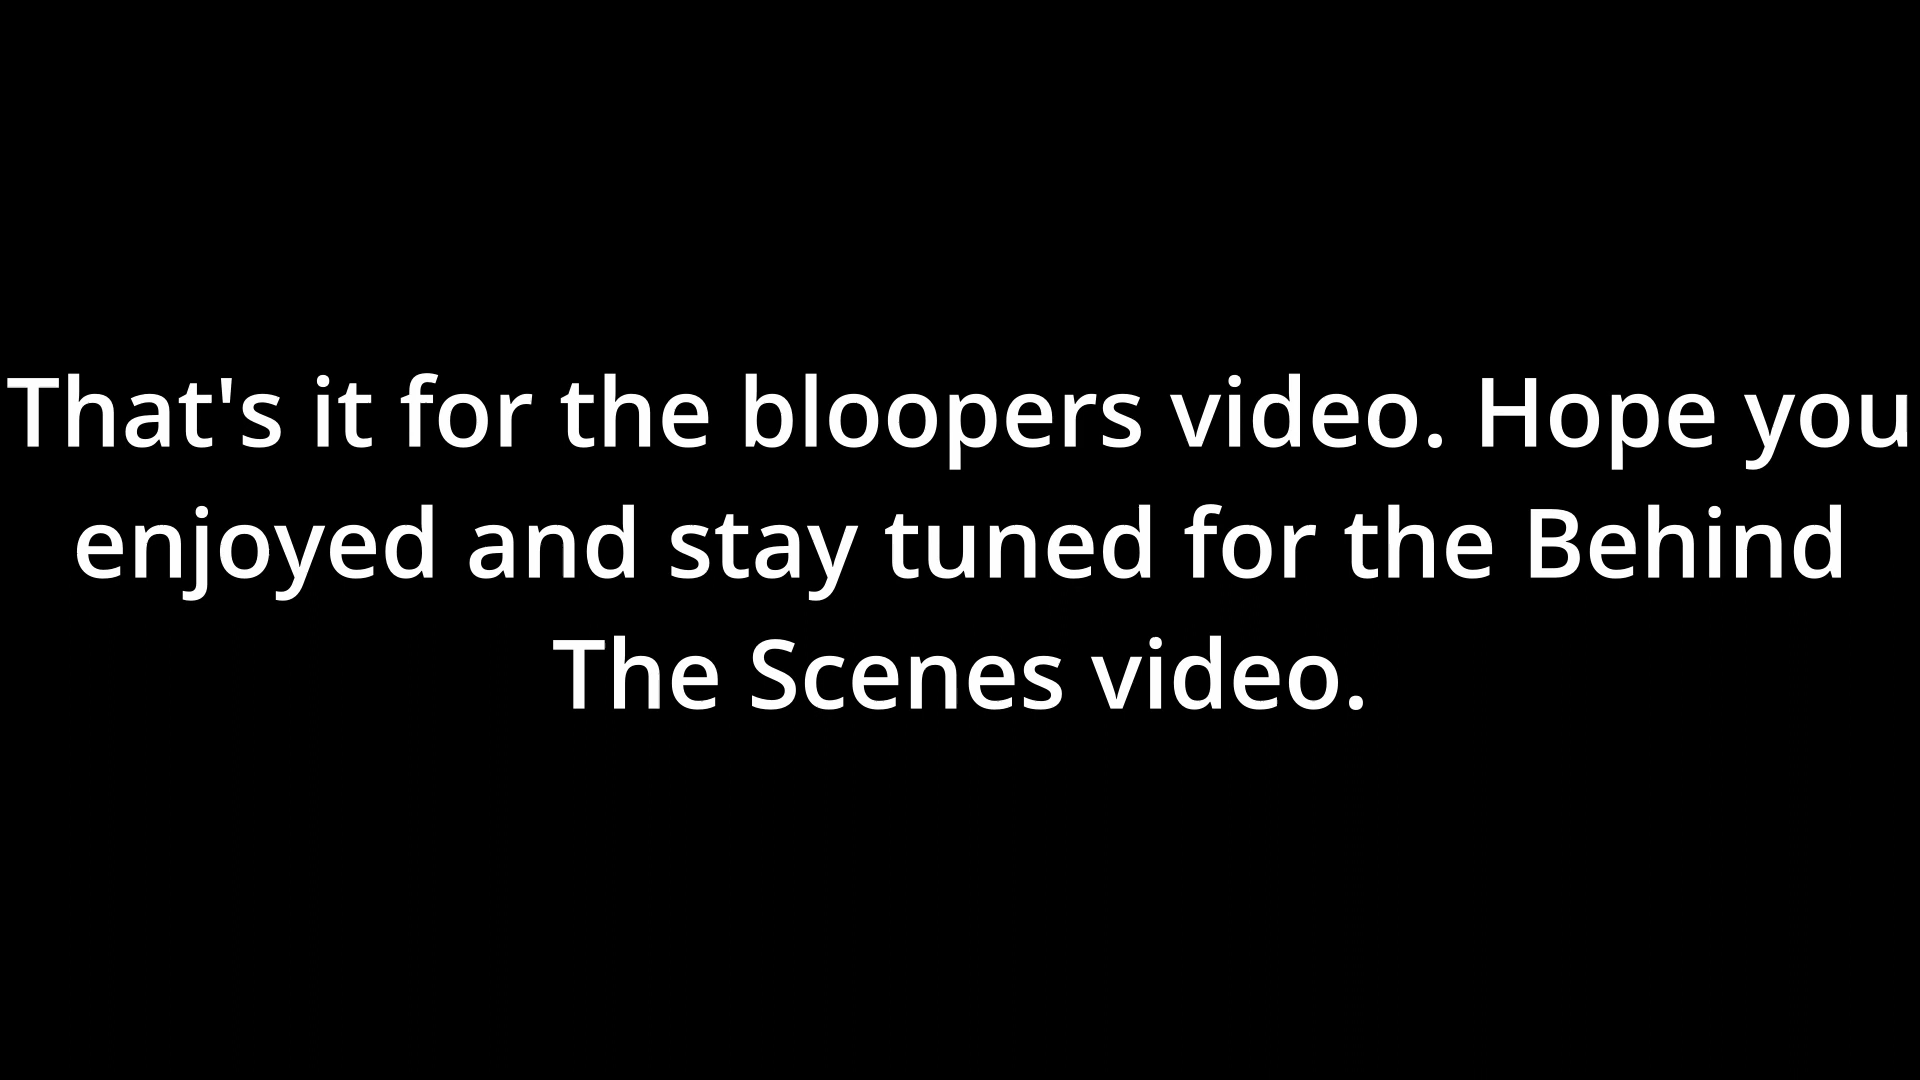 That's it for the bloopers video. Hope you
enjoyed and stay tuned for the Behind
The Scenes video.